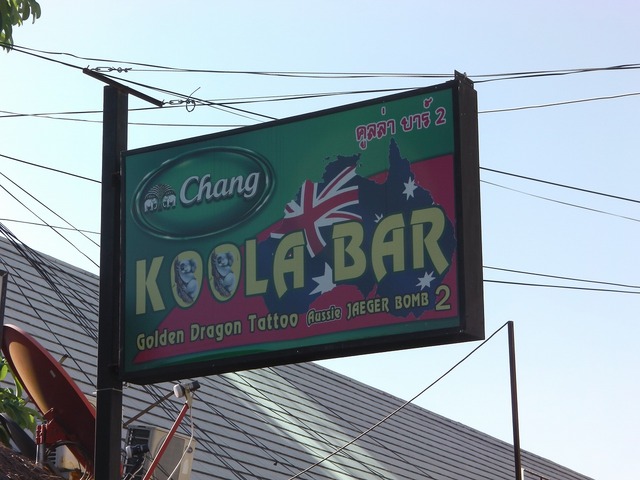 คูลล่า บาร์ 2
Chang
KOOLA BAR
Golden Dragon Tattoo Aussie JAEGER BOMB 2